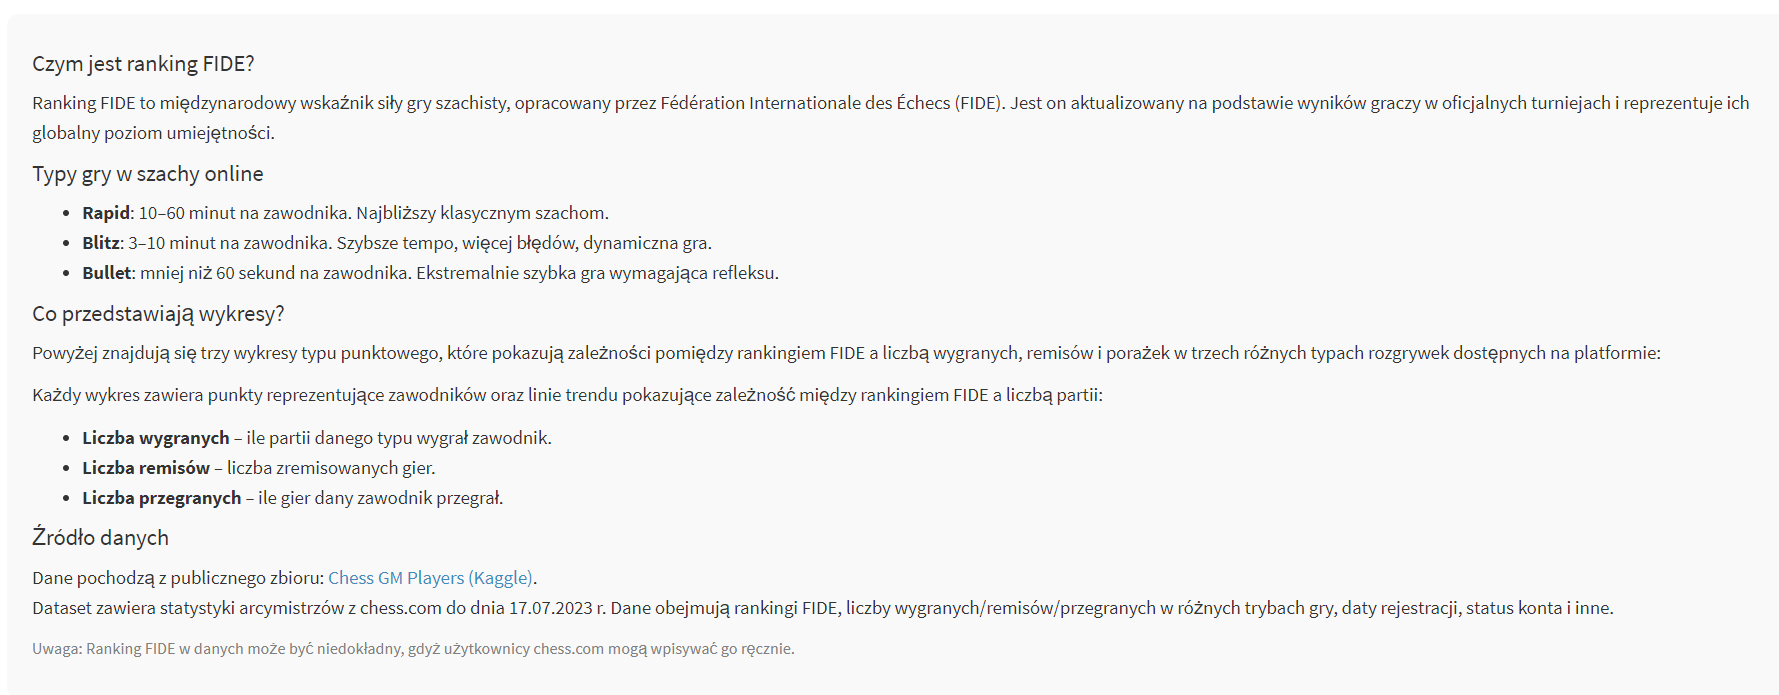 Czym jest ranking FIDE?
Ranking FIDE to międzynarodowy wskaźnik siły gry szachisty, opracowany przez Fédération Internationale des Échecs (FIDE). Jest on aktualizowany na podstawie wyników graczy w oficjalnych turniejach i reprezentuje ich
globalny poziom umiejętności.
Typy gry w szachy online
• Rapid: 10–60 minut na zawodnika. Najbliższy klasycznym szachom.
• Blitz: 3–10 minut na zawodnika. Szybsze tempo, więcej błędów, dynamiczna gra.
• Bullet: mniej niż 60 sekund na zawodnika. Ekstremalnie szybka gra wymagająca refleksu.
Co przedstawiają wykresy?
Powyżej znajdują się trzy wykresy typu punktowego, które pokazują zależności pomiędzy rankingiem FIDE a liczbą wygranych, remisów i porażek w trzech różnych typach rozgrywek dostępnych na platformie:
Każdy wykres zawiera punkty reprezentujące zawodników oraz linie trendu pokazujące zależność między rankingiem FIDE a liczbą partii:
• Liczba wygranych – ile partii danego typu wygrał zawodnik.
• Liczba remisów – liczba zremisowanych gier.
• Liczba przegranych – ile gier dany zawodnik przegrał.
Źródło danych
Dane pochodzą z publicznego zbioru: Chess GM Players (Kaggle).
Dataset zawiera statystyki arcymistrzów z chess.com do dnia 17.07.2023 r. Dane obejmują rankingi FIDE, liczby wygranych/remisów/przegranych w różnych trybach gry, daty rejestracji, status konta i inne.
Uwaga: Ranking FIDE w danych może być niedokładny, gdyż użytkownicy chess.com mogą wpisywać go ręcznie.